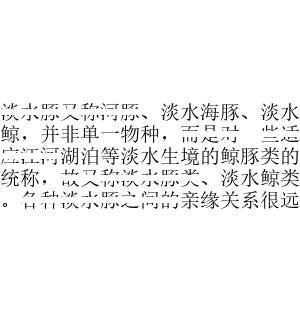 淡水豚又称河豚、淡水海豚、淡水
鲸，并非单一物种，而是对一些适
应江河湖泊等淡水生境的鲸豚类的
统称，故又称淡水豚类、淡水鲸类
。各种淡水豚之间的亲缘关系很远